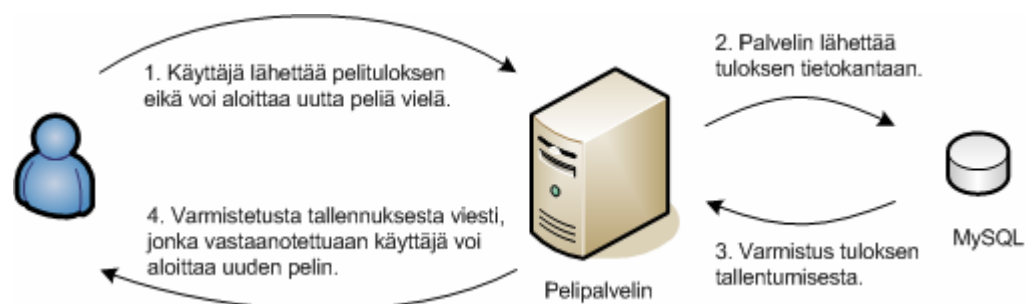 1. Käyttäjä lähettää pelituloksen
eikä voi aloittaa uutta peliä vielä.
2. Palvelin lähettää
tuloksen tietokantaan.
4. Varmistetusta tallennuksesta viesti,
jonka vastaanotettuaan käyttäjä voi
aloittaa uuden pelin.
3. Varmistus tuloksen
tallentumisesta.
MySQL
Pelipalvelin